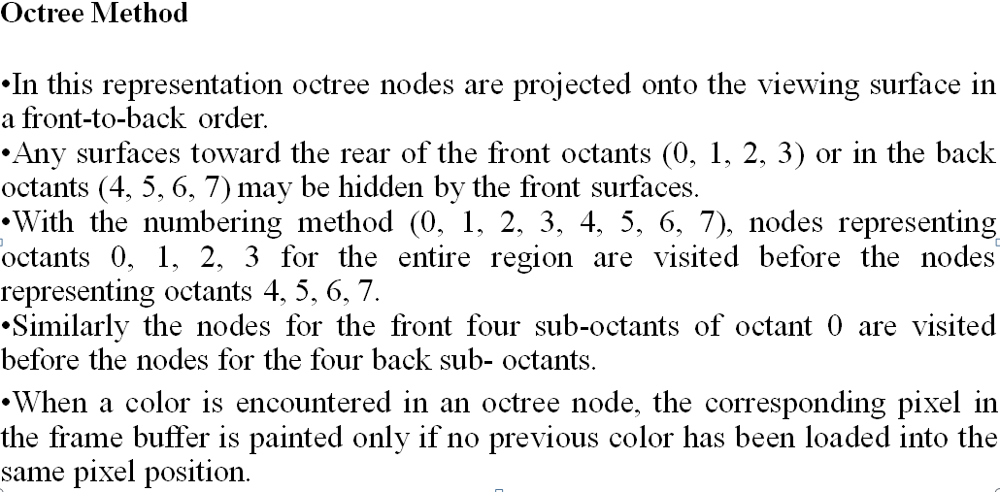 Octree Method
•In this representation octree nodes are projected onto the viewing surface in
a front-to-back order.
•Any surfaces toward the rear of the front octants (0, 1, 2, 3) or in the back
octants (4, 5, 6, 7) may be hidden by the front surfaces.
•With the numbering method (0, 1, 2, 3, 4, 5, 6, 7), nodes representing
octants 0, 1, 2, 3 for the entire region are visited before the nodes
representing octants 4, 5, 6, 7.
•Similarly the nodes for the front four sub-octants of octant 0 are visited
before the nodes for the four back sub- octants.
•When a color is encountered in an octree node, the corresponding pixel in
the frame buffer is painted only if no previous color has been loaded into the
same pixel position.